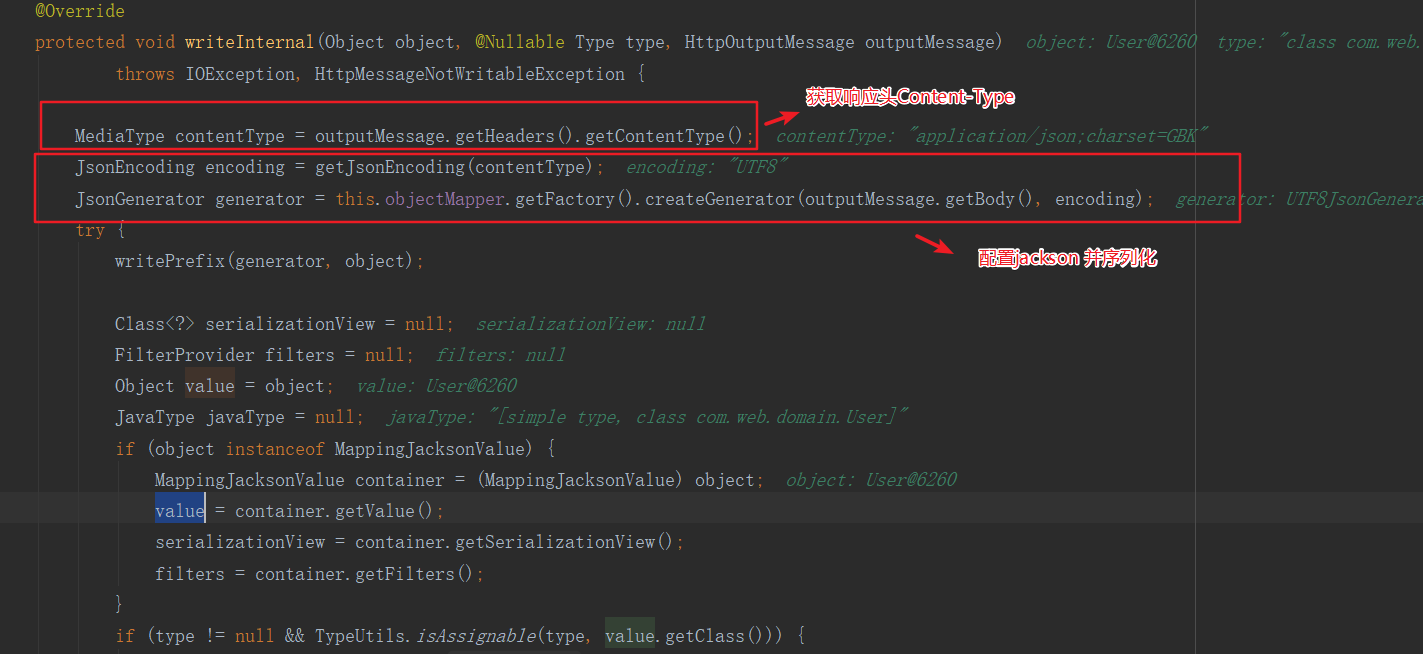 @Override
protected void writeInternal(Object object, @Nullable Type type, HttpOutputMessage outputMessage) object: User@6260 type: "class com.web.
throws IOException, HttpMessageNotWritableException {
获取响应头Content-Type
MediaType contentType = outputMessage.getHeaders().getContentType(); contentType: "application/json;charset=GBK"
JsonEncoding encoding = getJsonEncoding(contentType); encoding: "UTF8"
JsonGenerator generator = this.objectMapper.getFactory().createGenerator(outputMessage.getBody(), encoding); generator: UTF8JsonGenera
try {
配置jackson 并序列化
writePrefix(generator, object);
Class<?> serializationView = null; serializationView: null
FilterProvider filters = null; filters: null
Object value = object; value: User@6260
JavaType javaType = null; javaType: "[simple type, class com.web.domain.User]"
if (object instanceof MappingJacksonValue) {
MappingJacksonValue container = (MappingJacksonValue) object; object: User@6260
value = container.getValue();
serializationView = container.getSerializationView();
filters = container.getFilters();
}
if (type != null && TypeUtils.isAssignable(type, value.getClass())) {